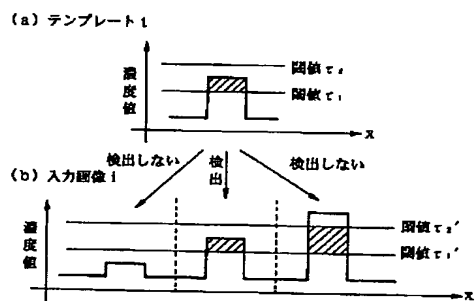 (a) テンプレート t
濃度値
閾値 τ₂
閾値 τ₁
x
検出しない
検出
検出しない
(b) 入力画像 i
濃度値
閾値 τ₂'
閾値 τ₁'
x